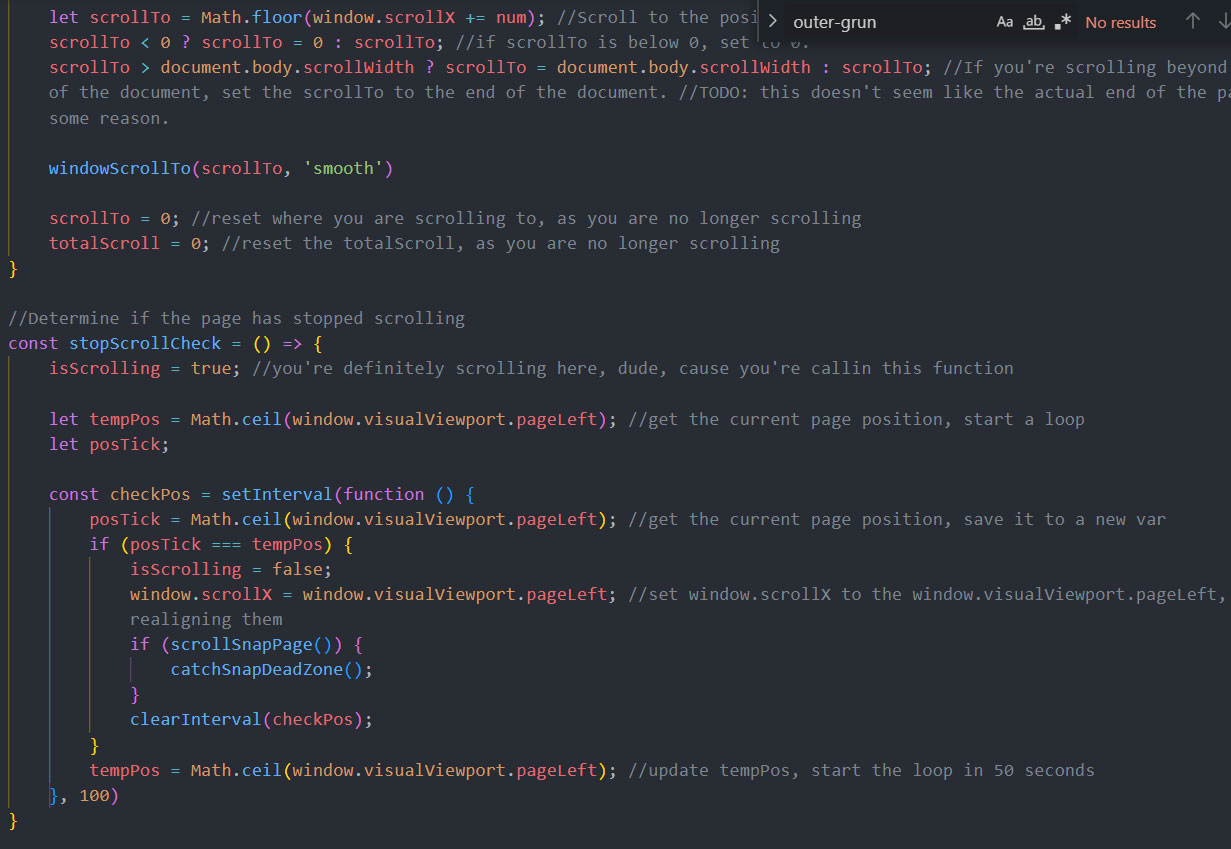 let scrollTo = Math.floor(window.scrollX += num); //Scroll to the posi
> outer-grun Aa ab .* No results ↑ ↓
scrollTo < 0 ? scrollTo = 0 : scrollTo; //if scrollTo is below 0, set to 0.
scrollTo > document.body.scrollWidth ? scrollTo = document.body.scrollWidth : scrollTo; //If you're scrolling beyond
of the document, set the scrollTo to the end of the document. //TODO: this doesn't seem like the actual end of the pa
some reason.
windowScrollTo(scrollTo, 'smooth')
scrollTo = 0; //reset where you are scrolling to, as you are no longer scrolling
totalScroll = 0; //reset the totalScroll, as you are no longer scrolling
}
//Determine if the page has stopped scrolling
const stopScrollCheck = () => {
isScrolling = true; //you're definitely scrolling here, dude, cause you're callin this function
let tempPos = Math.ceil(window.visualViewport.pageLeft); //get the current page position, start a loop
let posTick;
const checkPos = setInterval(function () {
posTick = Math.ceil(window.visualViewport.pageLeft); //get the current page position, save it to a new var
if (posTick === tempPos) {
isScrolling = false;
window.scrollX = window.visualViewport.pageLeft; //set window.scrollX to the window.visualViewport.pageLeft,
realigning them
if (scrollSnapPage()) {
catchSnapDeadZone();
}
clearInterval(checkPos);
}
tempPos = Math.ceil(window.visualViewport.pageLeft); //update tempPos, start the loop in 50 seconds
}, 100)
}